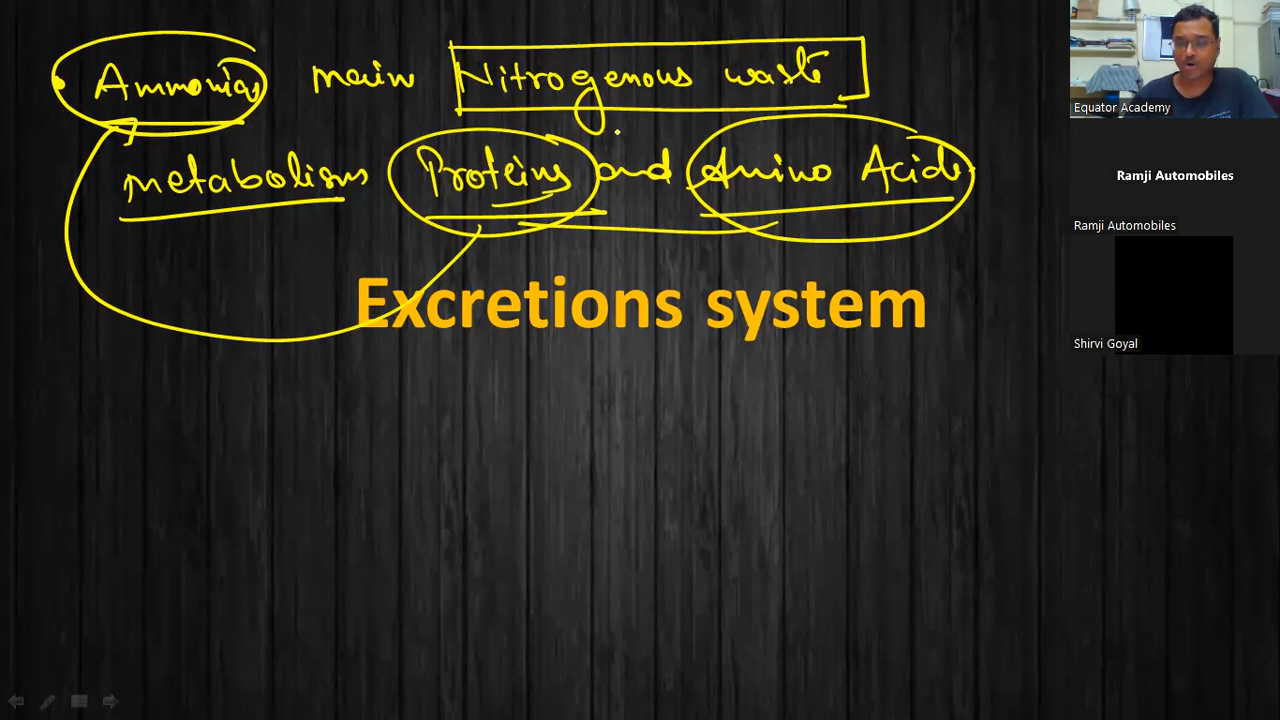 Ammonia main Nitrogenous waste
metabolism Proteins and Amino Acids
Excretions system
Equator Academy
Ramji Automobiles
Ramji Automobiles
Shirvi Goyal